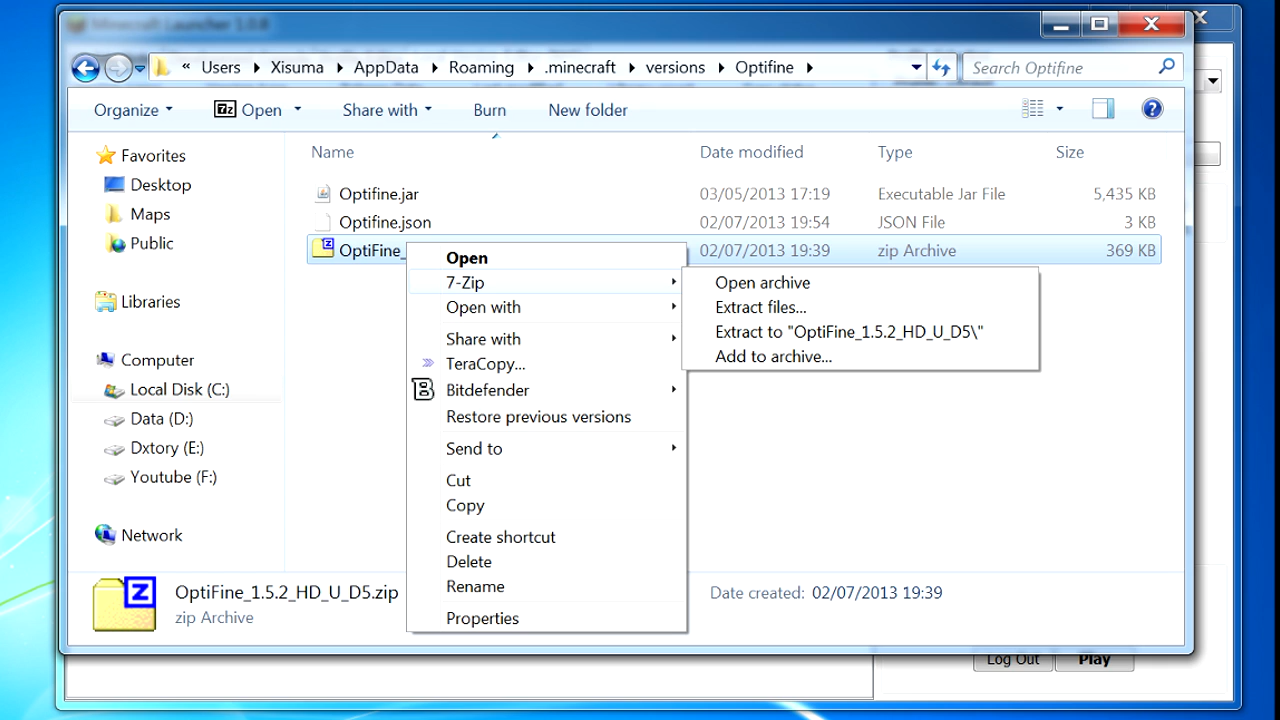 Minecraft Launcher 1.0.8
« Users Xisuma AppData Roaming .minecraft versions Optifine
Search Optifine
Organize
7z Open
Share with
Burn
New folder
Name
Date modified
Type
Size
Favorites
Desktop
Maps
Public
Libraries
Computer
Local Disk (C:)
Data (D:)
Dxtory (E:)
Youtube (F:)
Network
Optifine.jar 03/05/2013 17:19 Executable Jar File 5,435 KB
Optifine.json 02/07/2013 19:54 JSON File 3 KB
OptiFine_ 02/07/2013 19:39 zip Archive 369 KB
Open
7-Zip
Open with
Share with
TeraCopy...
Bitdefender
Restore previous versions
Send to
Cut
Copy
Create shortcut
Delete
Rename
Properties
Open archive
Extract files...
Extract to "OptiFine_1.5.2_HD_U_D5\"
Add to archive...
OptiFine_1.5.2_HD_U_D5.zip
zip Archive
Date created: 02/07/2013 19:39
Log Out
Play